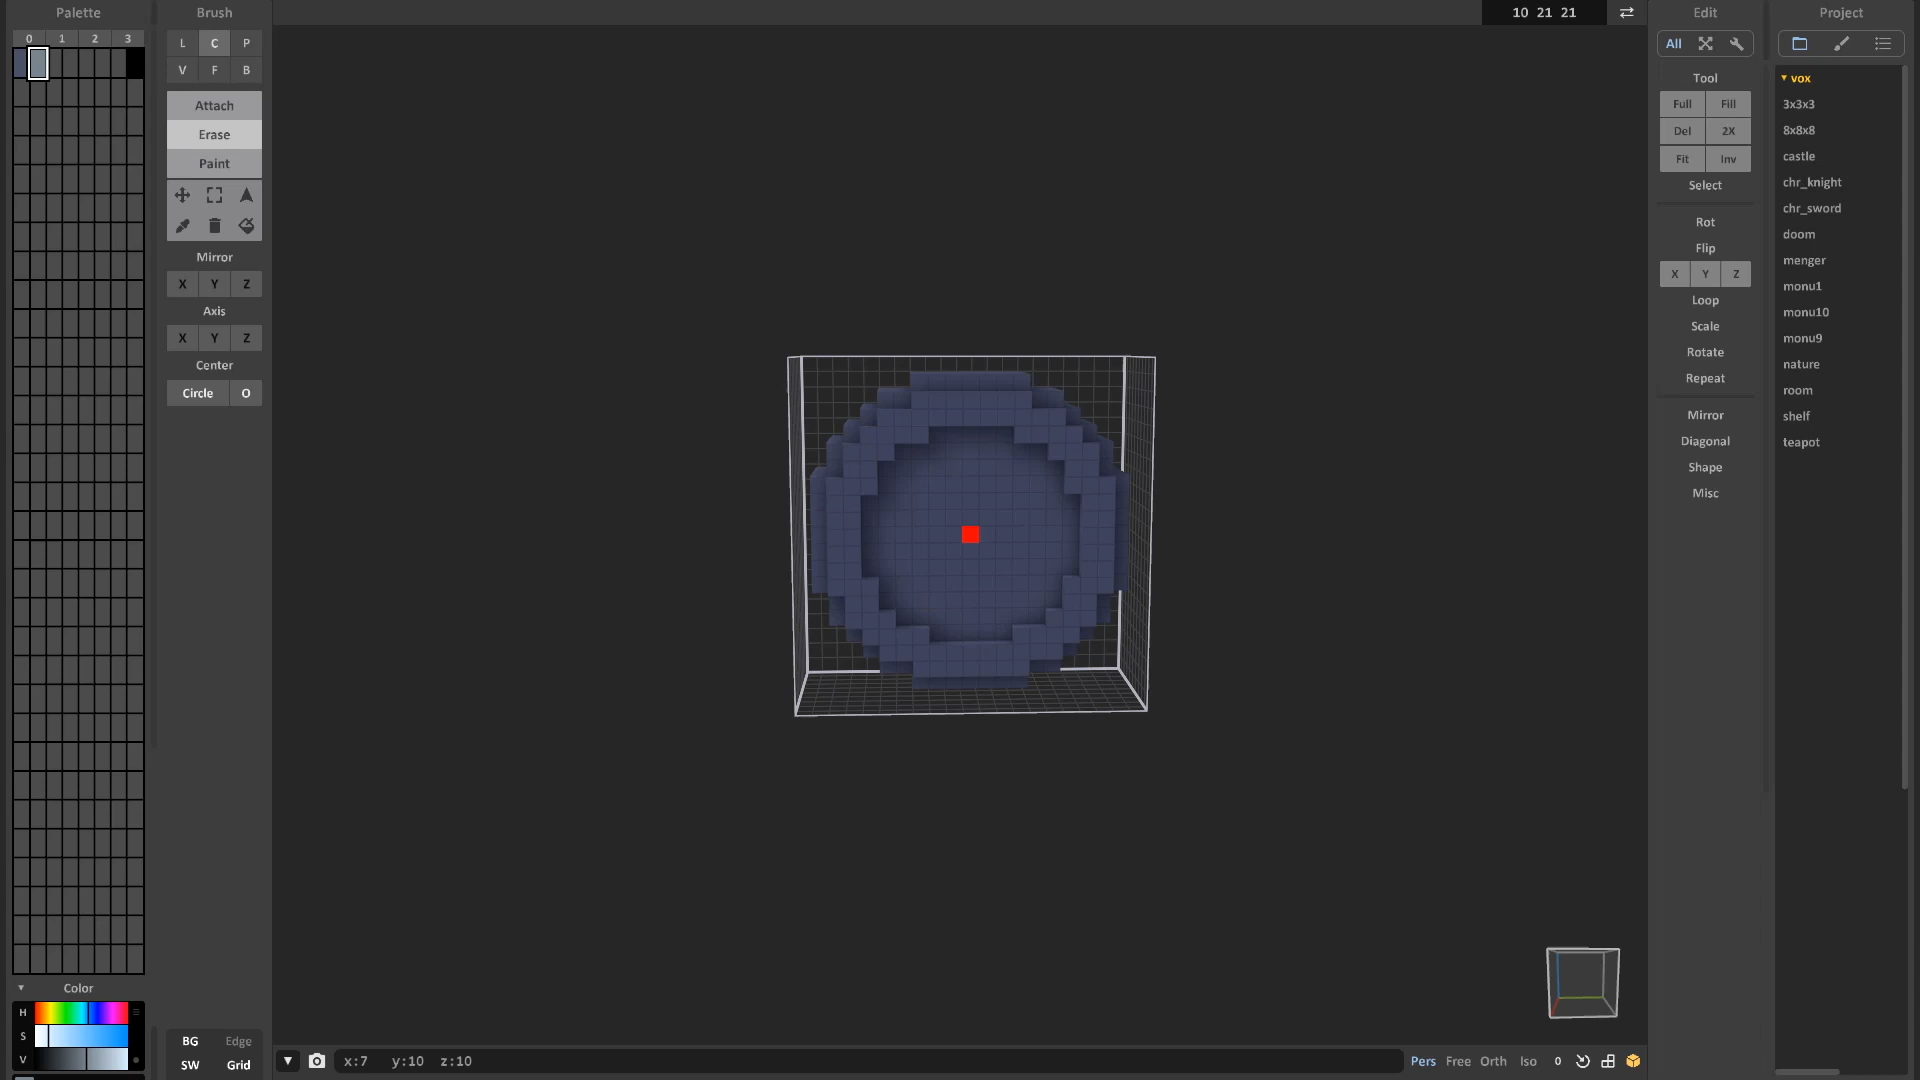 Palette
0 1 2 3
Color
H
S
V
Brush
L C P
V F B
Attach
Erase
Paint
Mirror
X Y Z
Axis
X Y Z
Center
Circle O
BG Edge
SW Grid
10 21 21
x:7 y:10 z:10
Pers Free Orth Iso 0
Edit
All
Tool
Full Fill
Del 2X
Fit Inv
Select
Rot
Flip
X Y Z
Loop
Scale
Rotate
Repeat
Mirror
Diagonal
Shape
Misc
Project
vox
3x3x3
8x8x8
castle
chr_knight
chr_sword
doom
menger
monu1
monu10
monu9
nature
room
shelf
teapot